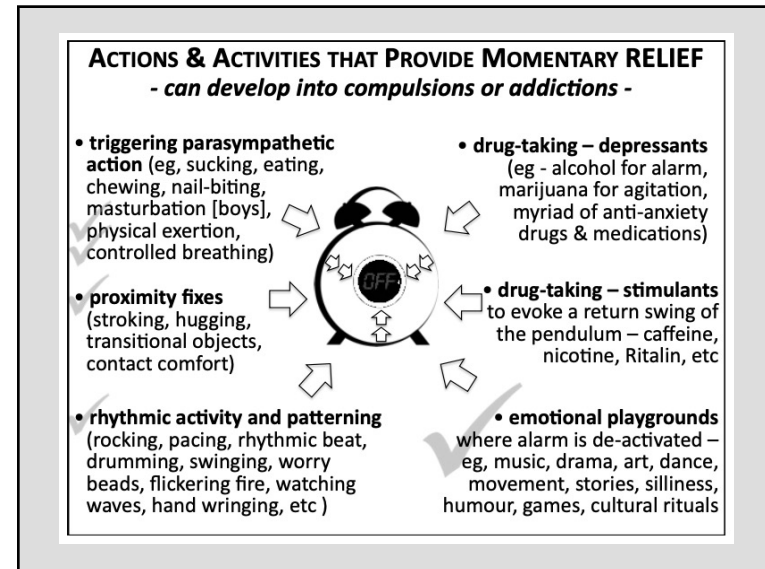 ACTIONS & ACTIVITIES THAT PROVIDE MOMENTARY RELIEF
- can develop into compulsions or addictions -
• triggering parasympathetic
action (eg, sucking, eating,
chewing, nail-biting,
masturbation [boys],
physical exertion,
controlled breathing)
• proximity fixes
(stroking, hugging,
transitional objects,
contact comfort)
• rhythmic activity and patterning
(rocking, pacing, rhythmic beat,
drumming, swinging, worry
beads, flickering fire, watching
waves, hand wringing, etc )
OFF
• drug-taking – depressants
(eg - alcohol for alarm,
marijuana for agitation,
myriad of anti-anxiety
drugs & medications)
• drug-taking – stimulants
to evoke a return swing of
the pendulum – caffeine,
nicotine, Ritalin, etc
• emotional playgrounds
where alarm is de-activated –
eg, music, drama, art, dance,
movement, stories, silliness,
humour, games, cultural rituals